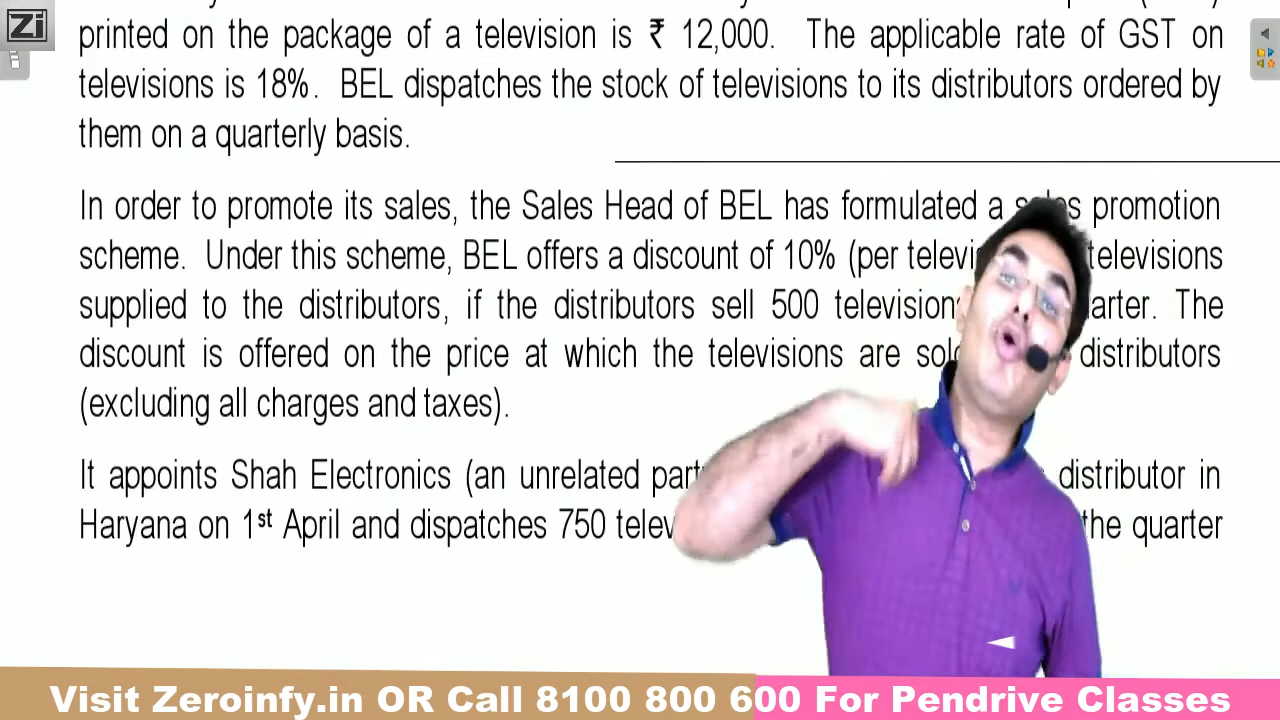 Zi
printed on the package of a television is ₹ 12,000. The applicable rate of GST on
televisions is 18%. BEL dispatches the stock of televisions to its distributors ordered by
them on a quarterly basis.
In order to promote its sales, the Sales Head of BEL has formulated a sales promotion
scheme. Under this scheme, BEL offers a discount of 10% (per televisions
supplied to the distributors, if the distributors sell 500 The
discount is offered on the price at which the televisions are distributors
(excluding all charges and taxes).
It appoints Shah Electronics (an unrelated distributor in
Haryana on 1st April and dispatches 750 the quarter
Visit Zeroinfy.in OR Call 8100 800 600 For Pendrive Classes